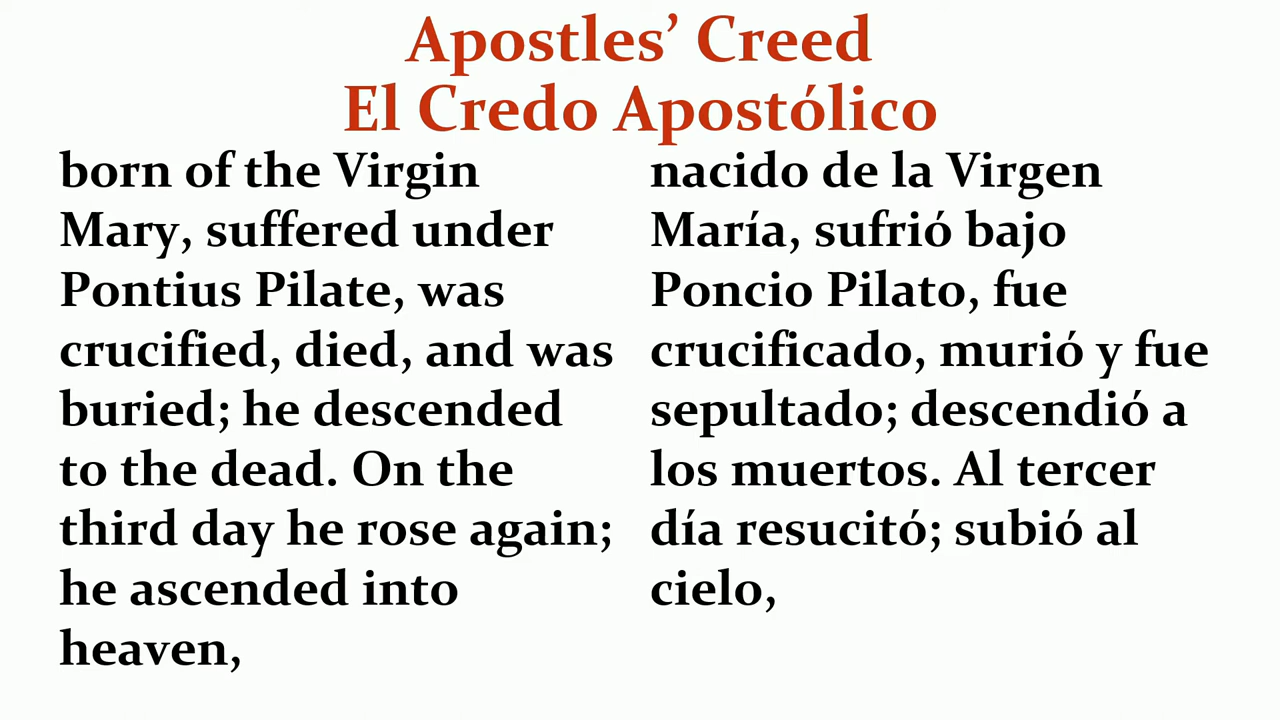 Apostles’ Creed
El Credo Apostólico
born of the Virgin
Mary, suffered under
Pontius Pilate, was
crucified, died, and was
buried; he descended
to the dead. On the
third day he rose again;
he ascended into
heaven,
nacido de la Virgen
María, sufrió bajo
Poncio Pilato, fue
crucificado, murió y fue
sepultado; descendió a
los muertos. Al tercer
día resucitó; subió al
cielo,